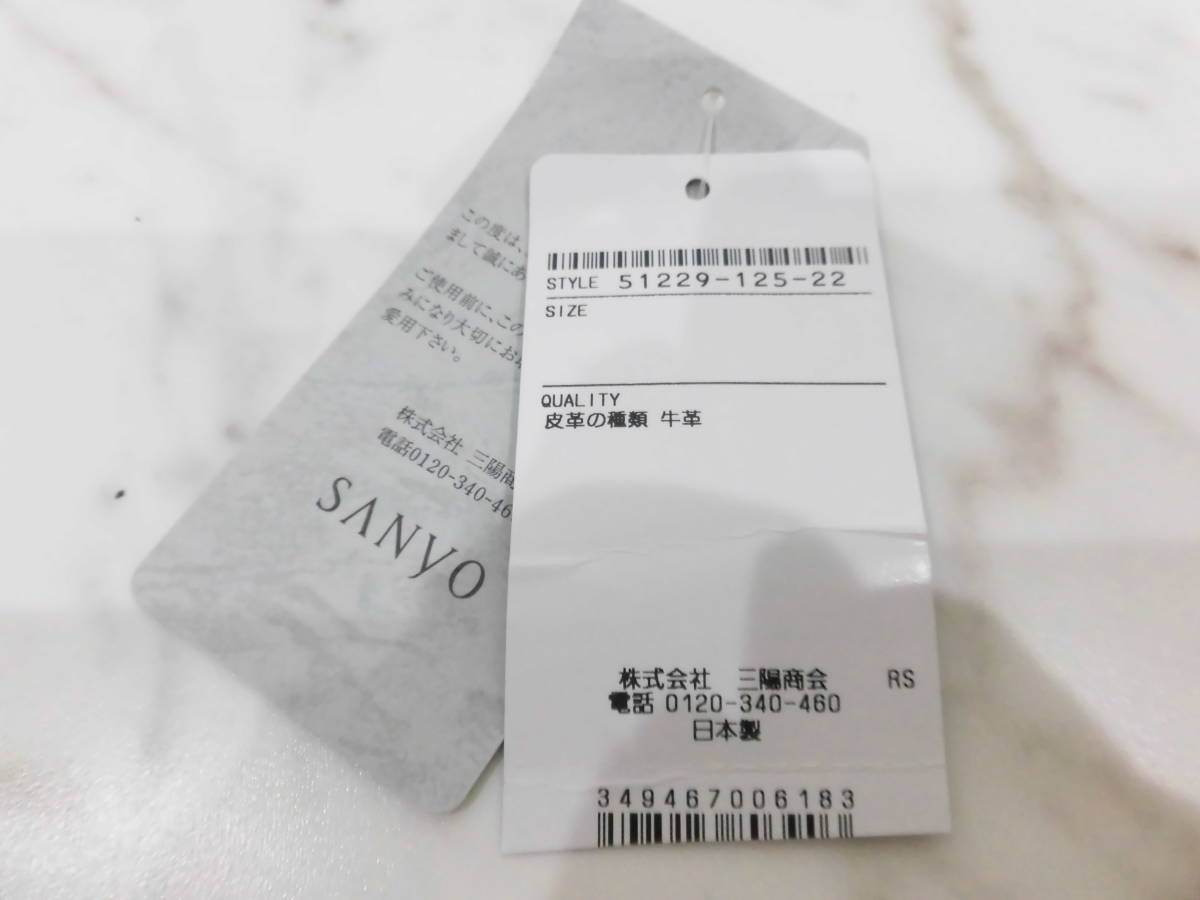 この度は、
まして誠にあ
ご使用前に、この
みになり大切にお
愛用下さい。
株式会社 三陽商
電話0120-340-46
SANYO
STYLE 51229-125-22
SIZE
QUALITY
皮革の種類 牛革
株式会社 三陽商会 RS
電話 0120-340-460
日本製
349467006183